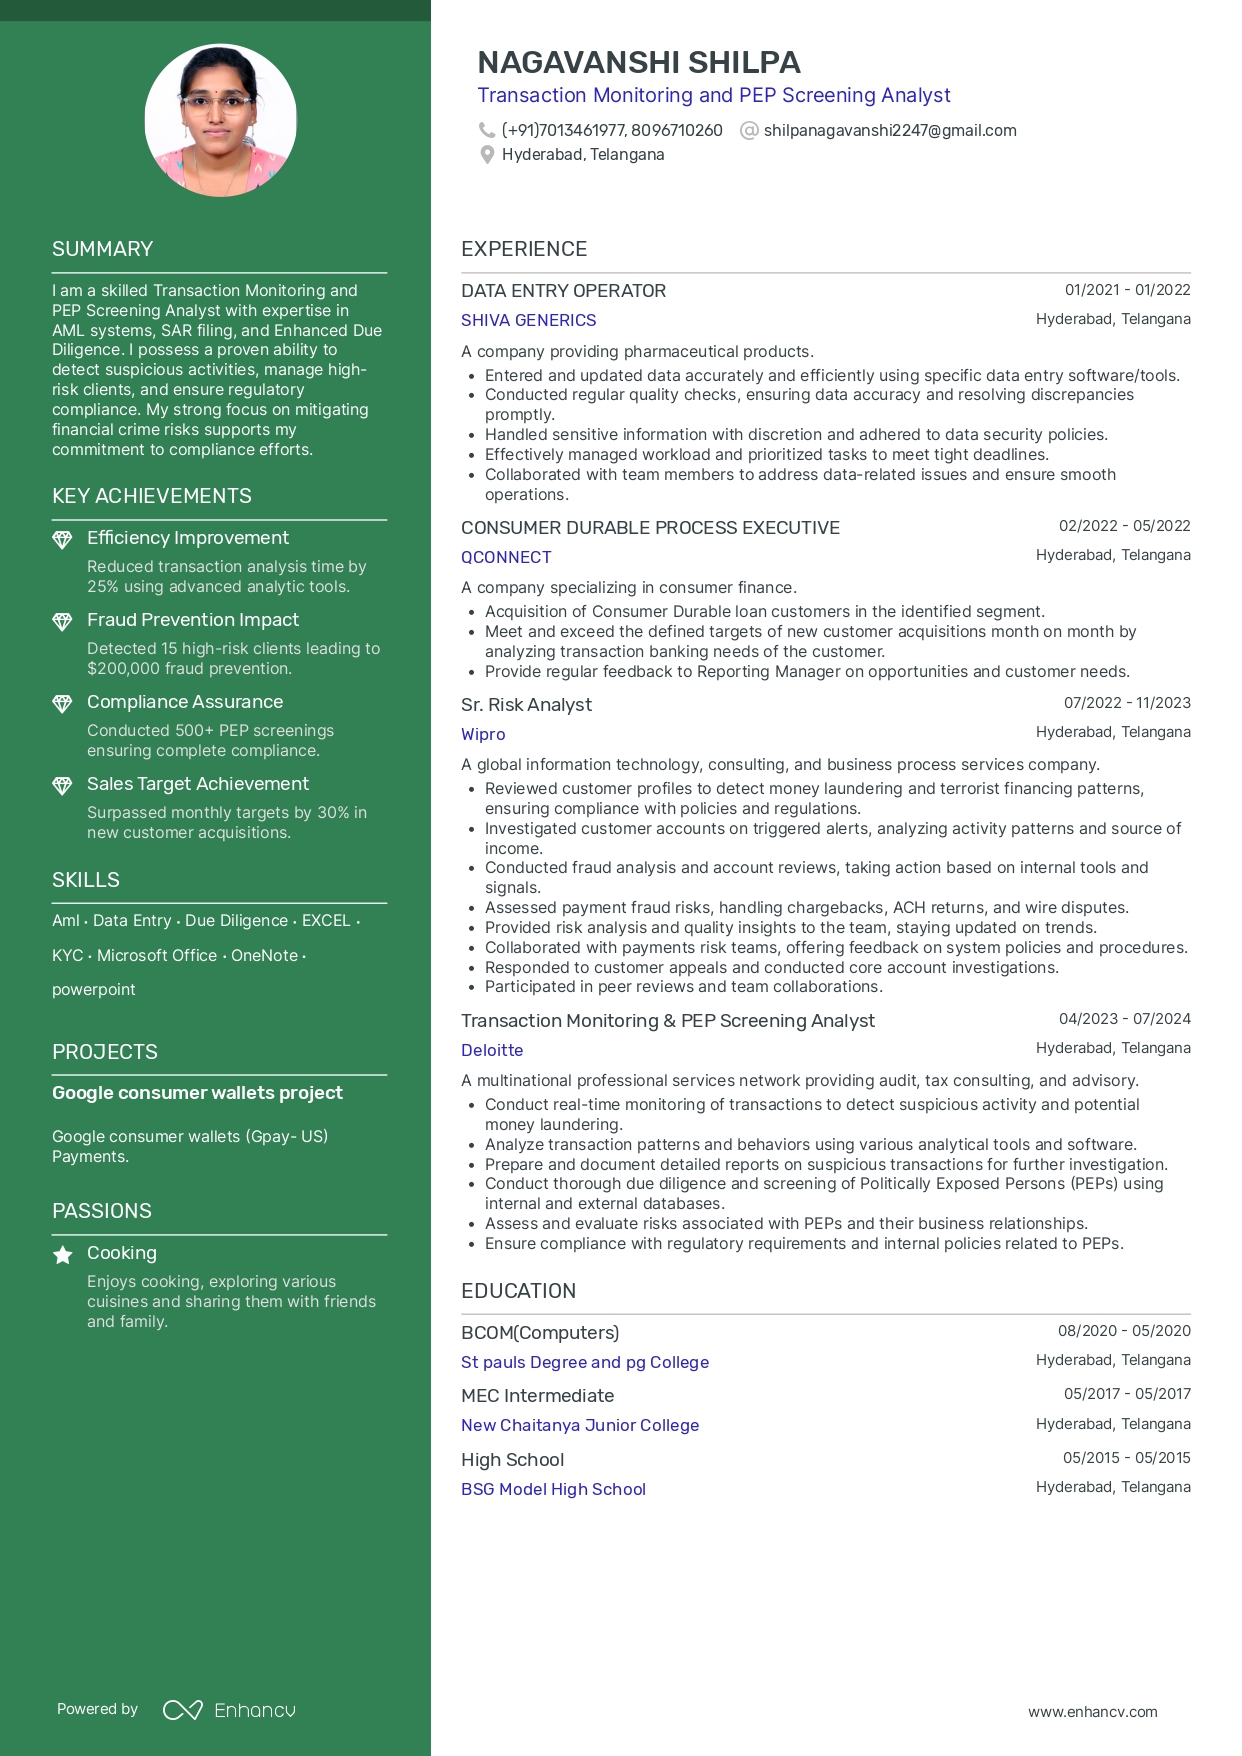 NAGAVANSHI SHILPA
Transaction Monitoring and PEP Screening Analyst
(+91)7013461977, 8096710260 shilpanagavanshi2247@gmail.com
Hyderabad, Telangana
SUMMARY
I am a skilled Transaction Monitoring and
PEP Screening Analyst with expertise in
AML systems, SAR filing, and Enhanced Due
Diligence. I possess a proven ability to
detect suspicious activities, manage high-
risk clients, and ensure regulatory
compliance. My strong focus on mitigating
financial crime risks supports my
commitment to compliance efforts.
KEY ACHIEVEMENTS
Efficiency Improvement
Reduced transaction analysis time by
25% using advanced analytic tools.
Fraud Prevention Impact
Detected 15 high-risk clients leading to
$200,000 fraud prevention.
Compliance Assurance
Conducted 500+ PEP screenings
ensuring complete compliance.
Sales Target Achievement
Surpassed monthly targets by 30% in
new customer acquisitions.
SKILLS
Aml · Data Entry · Due Diligence · EXCEL ·
KYC · Microsoft Office · OneNote ·
powerpoint
PROJECTS
Google consumer wallets project
Google consumer wallets (Gpay- US)
Payments.
PASSIONS
Cooking
Enjoys cooking, exploring various
cuisines and sharing them with friends
and family.
Powered by Enhancv
EXPERIENCE
DATA ENTRY OPERATOR 01/2021 - 01/2022
SHIVA GENERICS Hyderabad, Telangana
A company providing pharmaceutical products.
• Entered and updated data accurately and efficiently using specific data entry software/tools.
• Conducted regular quality checks, ensuring data accuracy and resolving discrepancies
promptly.
• Handled sensitive information with discretion and adhered to data security policies.
• Effectively managed workload and prioritized tasks to meet tight deadlines.
• Collaborated with team members to address data-related issues and ensure smooth
operations.
CONSUMER DURABLE PROCESS EXECUTIVE 02/2022 - 05/2022
QCONNECT Hyderabad, Telangana
A company specializing in consumer finance.
• Acquisition of Consumer Durable loan customers in the identified segment.
• Meet and exceed the defined targets of new customer acquisitions month on month by
analyzing transaction banking needs of the customer.
• Provide regular feedback to Reporting Manager on opportunities and customer needs.
Sr. Risk Analyst 07/2022 - 11/2023
Wipro Hyderabad, Telangana
A global information technology, consulting, and business process services company.
• Reviewed customer profiles to detect money laundering and terrorist financing patterns,
ensuring compliance with policies and regulations.
• Investigated customer accounts on triggered alerts, analyzing activity patterns and source of
income.
• Conducted fraud analysis and account reviews, taking action based on internal tools and
signals.
• Assessed payment fraud risks, handling chargebacks, ACH returns, and wire disputes.
• Provided risk analysis and quality insights to the team, staying updated on trends.
• Collaborated with payments risk teams, offering feedback on system policies and procedures.
• Responded to customer appeals and conducted core account investigations.
• Participated in peer reviews and team collaborations.
Transaction Monitoring & PEP Screening Analyst 04/2023 - 07/2024
Deloitte Hyderabad, Telangana
A multinational professional services network providing audit, tax consulting, and advisory.
• Conduct real-time monitoring of transactions to detect suspicious activity and potential
money laundering.
• Analyze transaction patterns and behaviors using various analytical tools and software.
• Prepare and document detailed reports on suspicious transactions for further investigation.
• Conduct thorough due diligence and screening of Politically Exposed Persons (PEPs) using
internal and external databases.
• Assess and evaluate risks associated with PEPs and their business relationships.
• Ensure compliance with regulatory requirements and internal policies related to PEPs.
EDUCATION
BCOM(Computers) 08/2020 - 05/2020
St pauls Degree and pg College Hyderabad, Telangana
MEC Intermediate 05/2017 - 05/2017
New Chaitanya Junior College Hyderabad, Telangana
High School 05/2015 - 05/2015
BSG Model High School Hyderabad, Telangana
www.enhancv.com